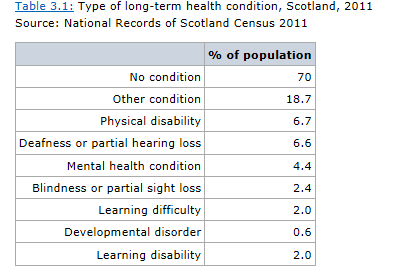 Table 3.1: Type of long-term health condition, Scotland, 2011
Source: National Records of Scotland Census 2011
% of population
No condition 70
Other condition 18.7
Physical disability 6.7
Deafness or partial hearing loss 6.6
Mental health condition 4.4
Blindness or partial sight loss 2.4
Learning difficulty 2.0
Developmental disorder 0.6
Learning disability 2.0